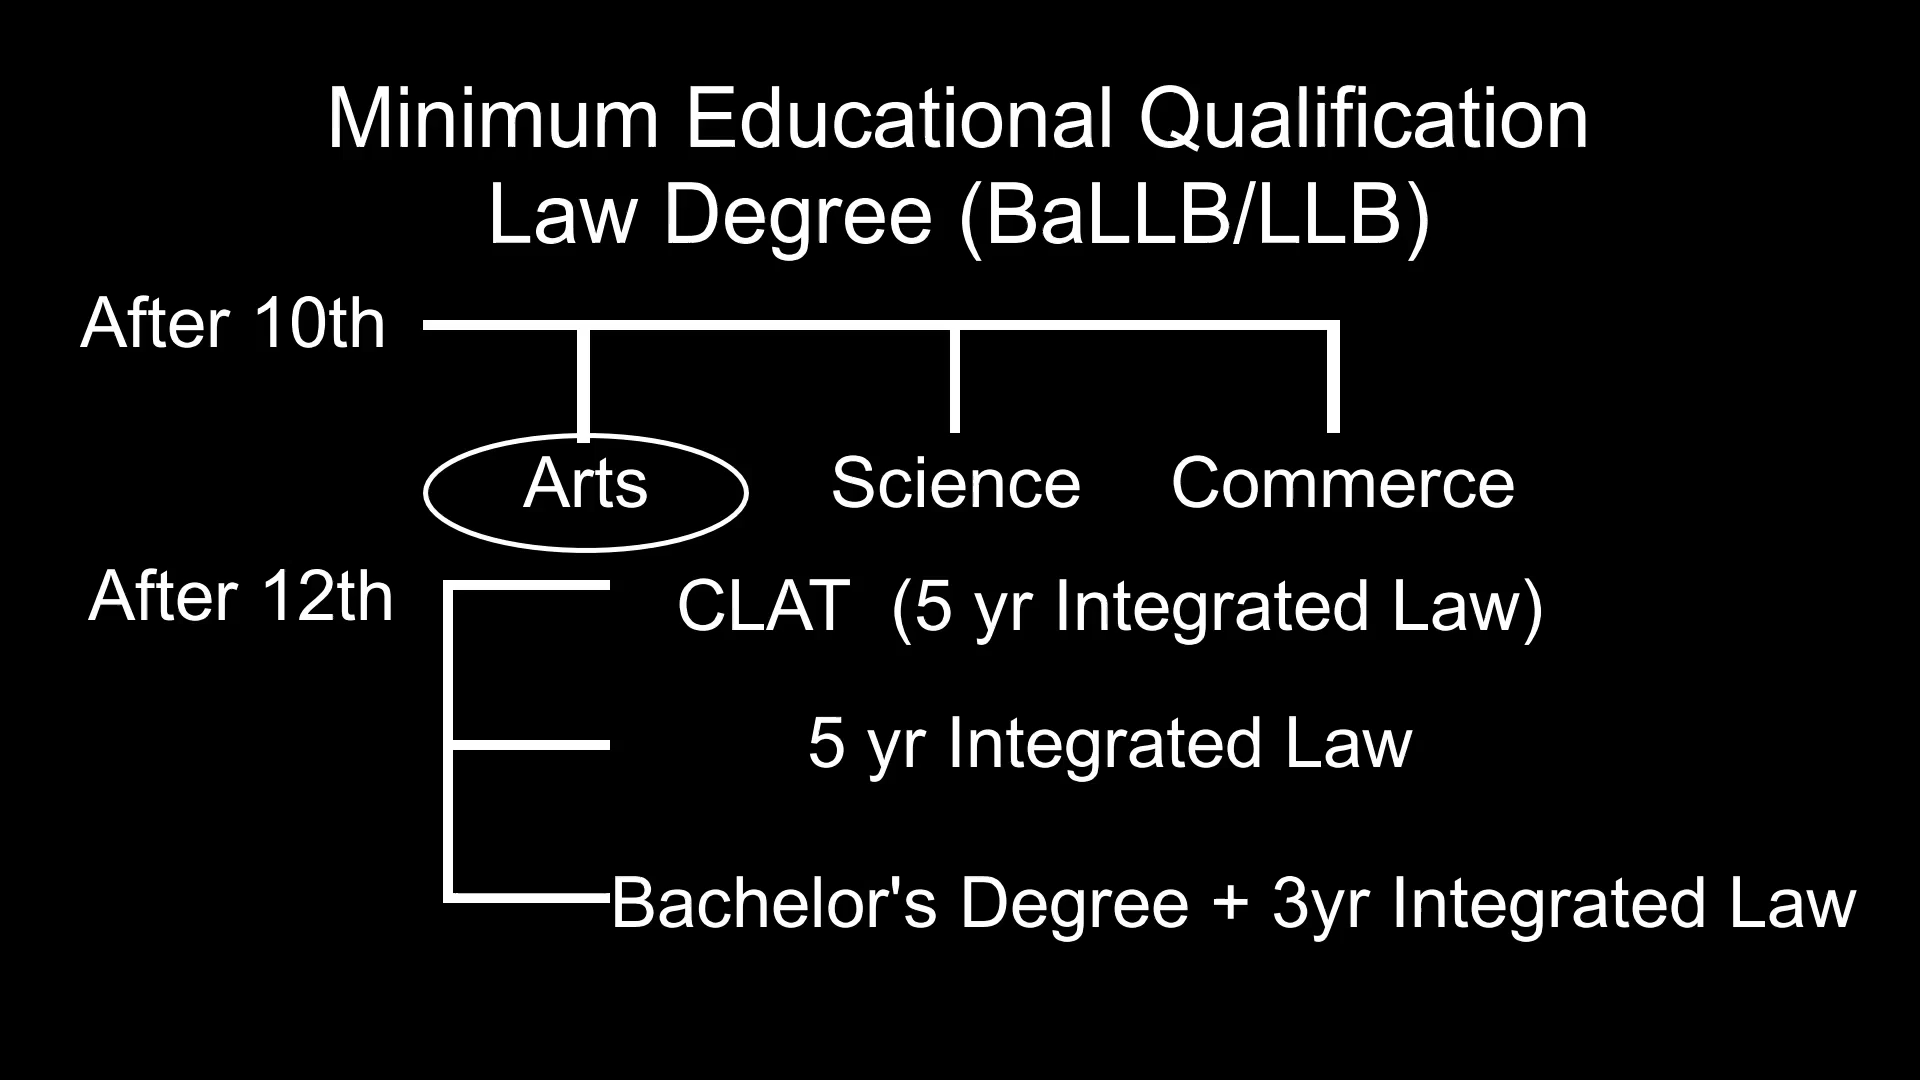 Minimum Educational Qualification
Law Degree (BaLLB/LLB)
After 10th
Arts Science Commerce
After 12th CLAT (5 yr Integrated Law)
5 yr Integrated Law
Bachelor's Degree + 3yr Integrated Law